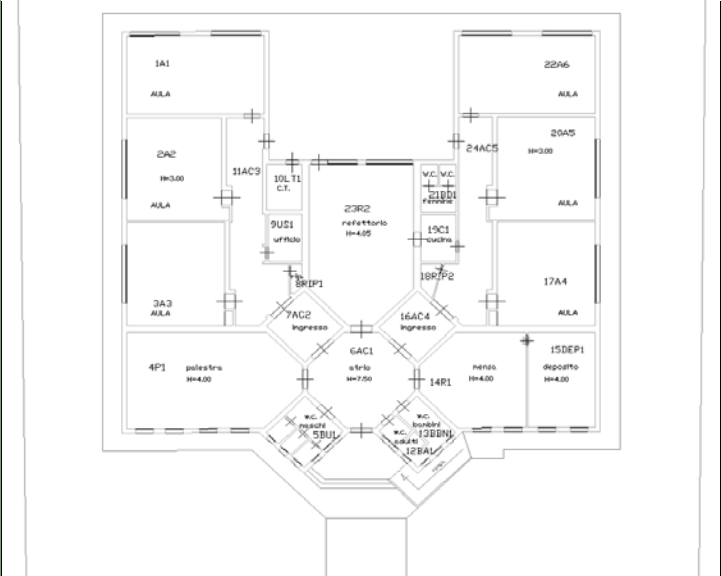 1A1
AULA
22A6
AULA
2A2
H=3.00
AULA
11AC3
10LT1
C.T.
9US1
ufficio
23R2
refettorio
H=4.05
W.C.
W.C.
21BD1
femmine
19C1
cucina
24AC5
20A5
H=3.00
AULA
3A3
AULA
8RIP1
18RIP2
17A4
AULA
7AC2
ingresso
16AC4
ingresso
4P1
palestra
H=4.00
6AC1
atrio
H=7.50
14R1
mensa
H=4.00
15DEP1
deposito
H=4.00
w.c.
maschi
5BU1
w.c.
bambini
13BBN1
w.c.
adulti
12BA1